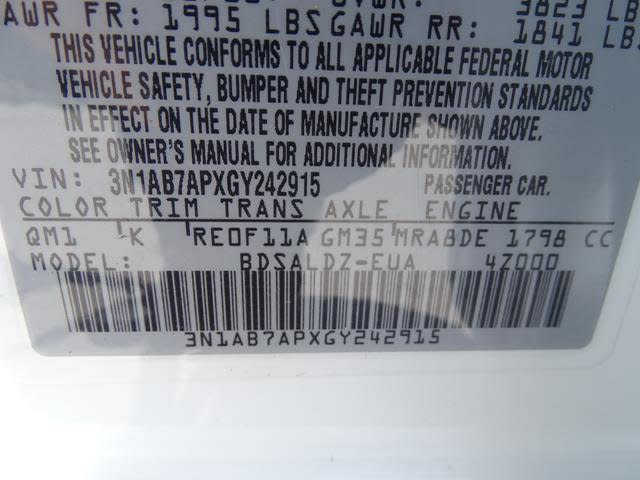 GAWR FR: 1995 LBS GAWR RR: 1841 LB
THIS VEHICLE CONFORMS TO ALL APPLICABLE FEDERAL MOTOR
VEHICLE SAFETY, BUMPER AND THEFT PREVENTION STANDARDS
IN EFFECT ON THE DATE OF MANUFACTURE SHOWN ABOVE.
SEE OWNER'S MANUAL FOR ADDITIONAL INFORMATION.
VIN: 3N1AB7APXGY242915 PASSENGER CAR.
COLOR TRIM TRANS AXLE ENGINE
QM1 K RE0F11A GM35 MRA8DE 1798 CC
MODEL: BDSALDZ-EUA 4Z000
3N1AB7APXGY242915